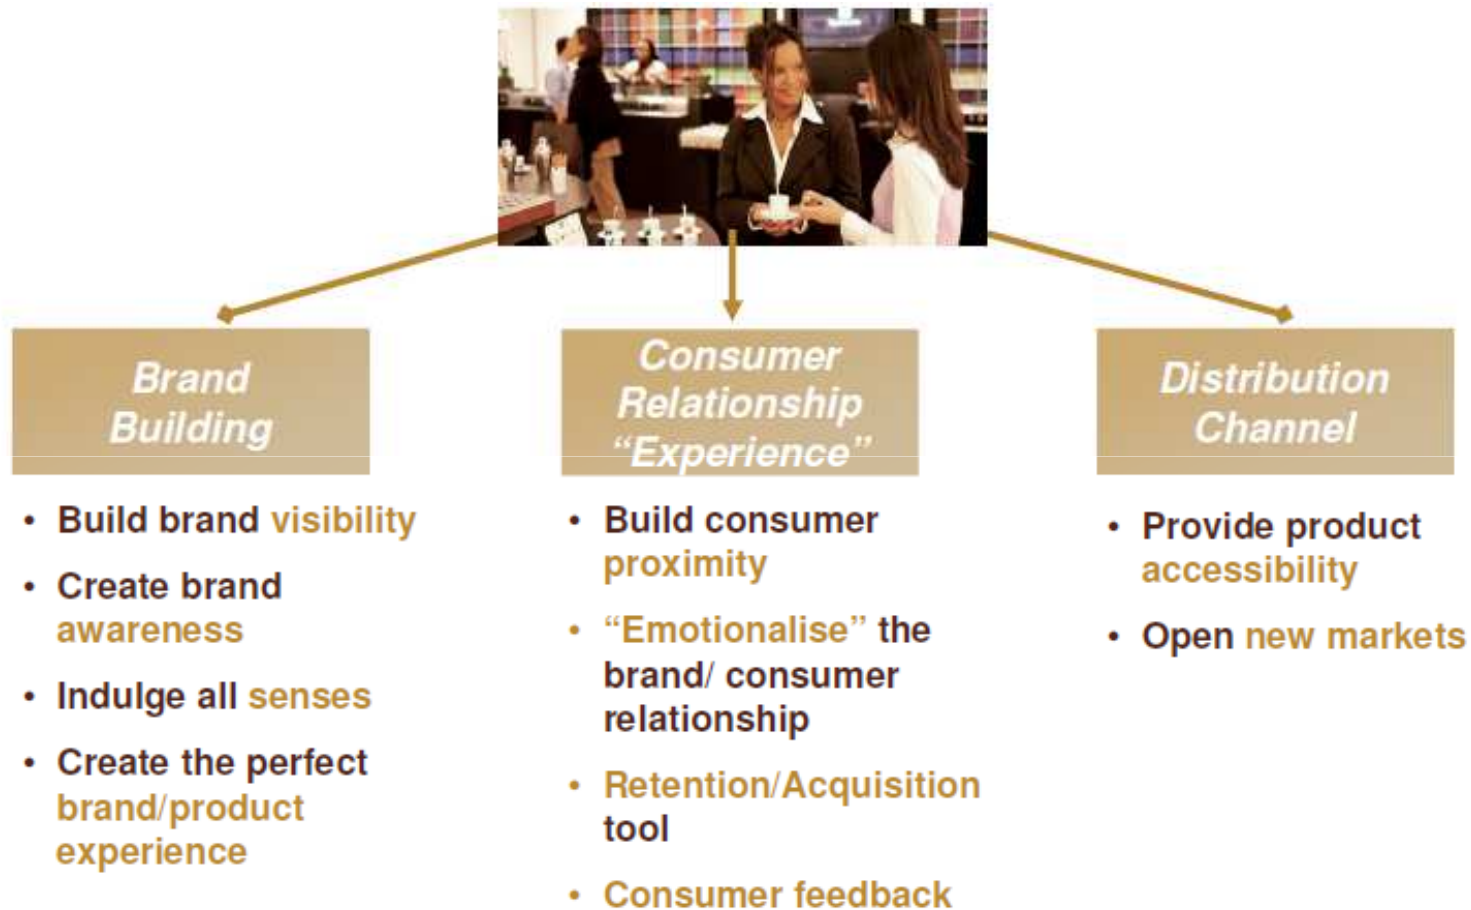 Brand
Building
Consumer
Relationship
“Experience”
Distribution
Channel
• Build brand visibility
• Create brand
awareness
• Indulge all senses
• Create the perfect
brand/product
experience
• Build consumer
proximity
• “Emotionalise” the
brand/ consumer
relationship
• Retention/Acquisition
tool
• Consumer feedback
• Provide product
accessibility
• Open new markets